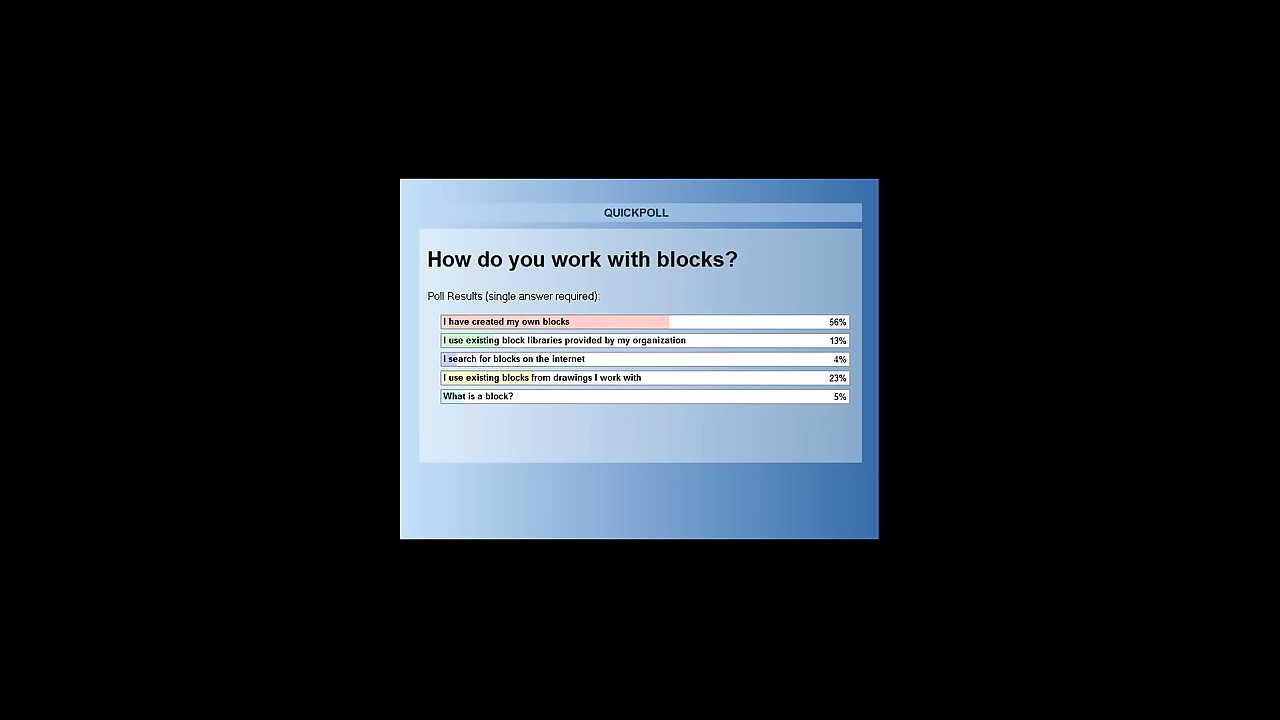 QUICKPOLL
How do you work with blocks?
Poll Results (single answer required):
I have created my own blocks 56%
I use existing block libraries provided by my organization 13%
I search for blocks on the Internet 4%
I use existing blocks from drawings I work with 23%
What is a block? 5%